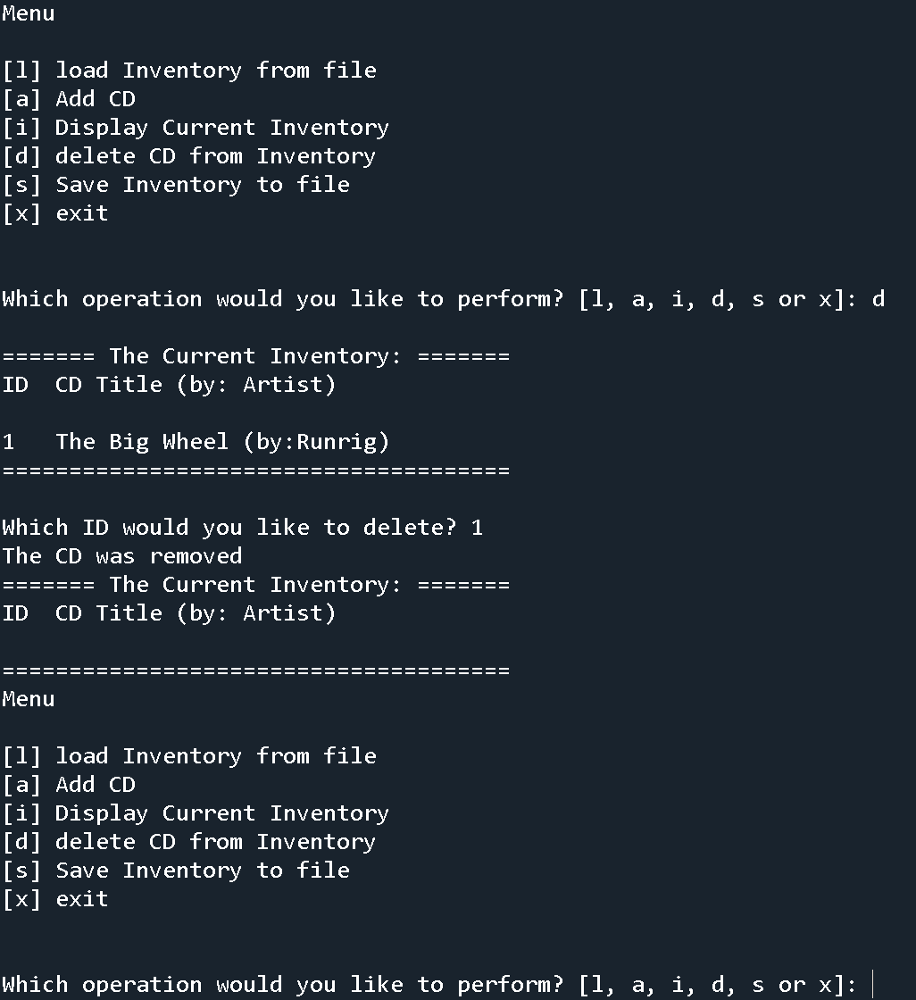 Menu
[l] load Inventory from file
[a] Add CD
[i] Display Current Inventory
[d] delete CD from Inventory
[s] Save Inventory to file
[x] exit
Which operation would you like to perform? [l, a, i, d, s or x]: d
======= The Current Inventory: =======
ID  CD Title (by: Artist)
1   The Big Wheel (by:Runrig)
======================================
Which ID would you like to delete? 1
The CD was removed
======= The Current Inventory: =======
ID  CD Title (by: Artist)
======================================
Menu
[l] load Inventory from file
[a] Add CD
[i] Display Current Inventory
[d] delete CD from Inventory
[s] Save Inventory to file
[x] exit
Which operation would you like to perform? [l, a, i, d, s or x]: